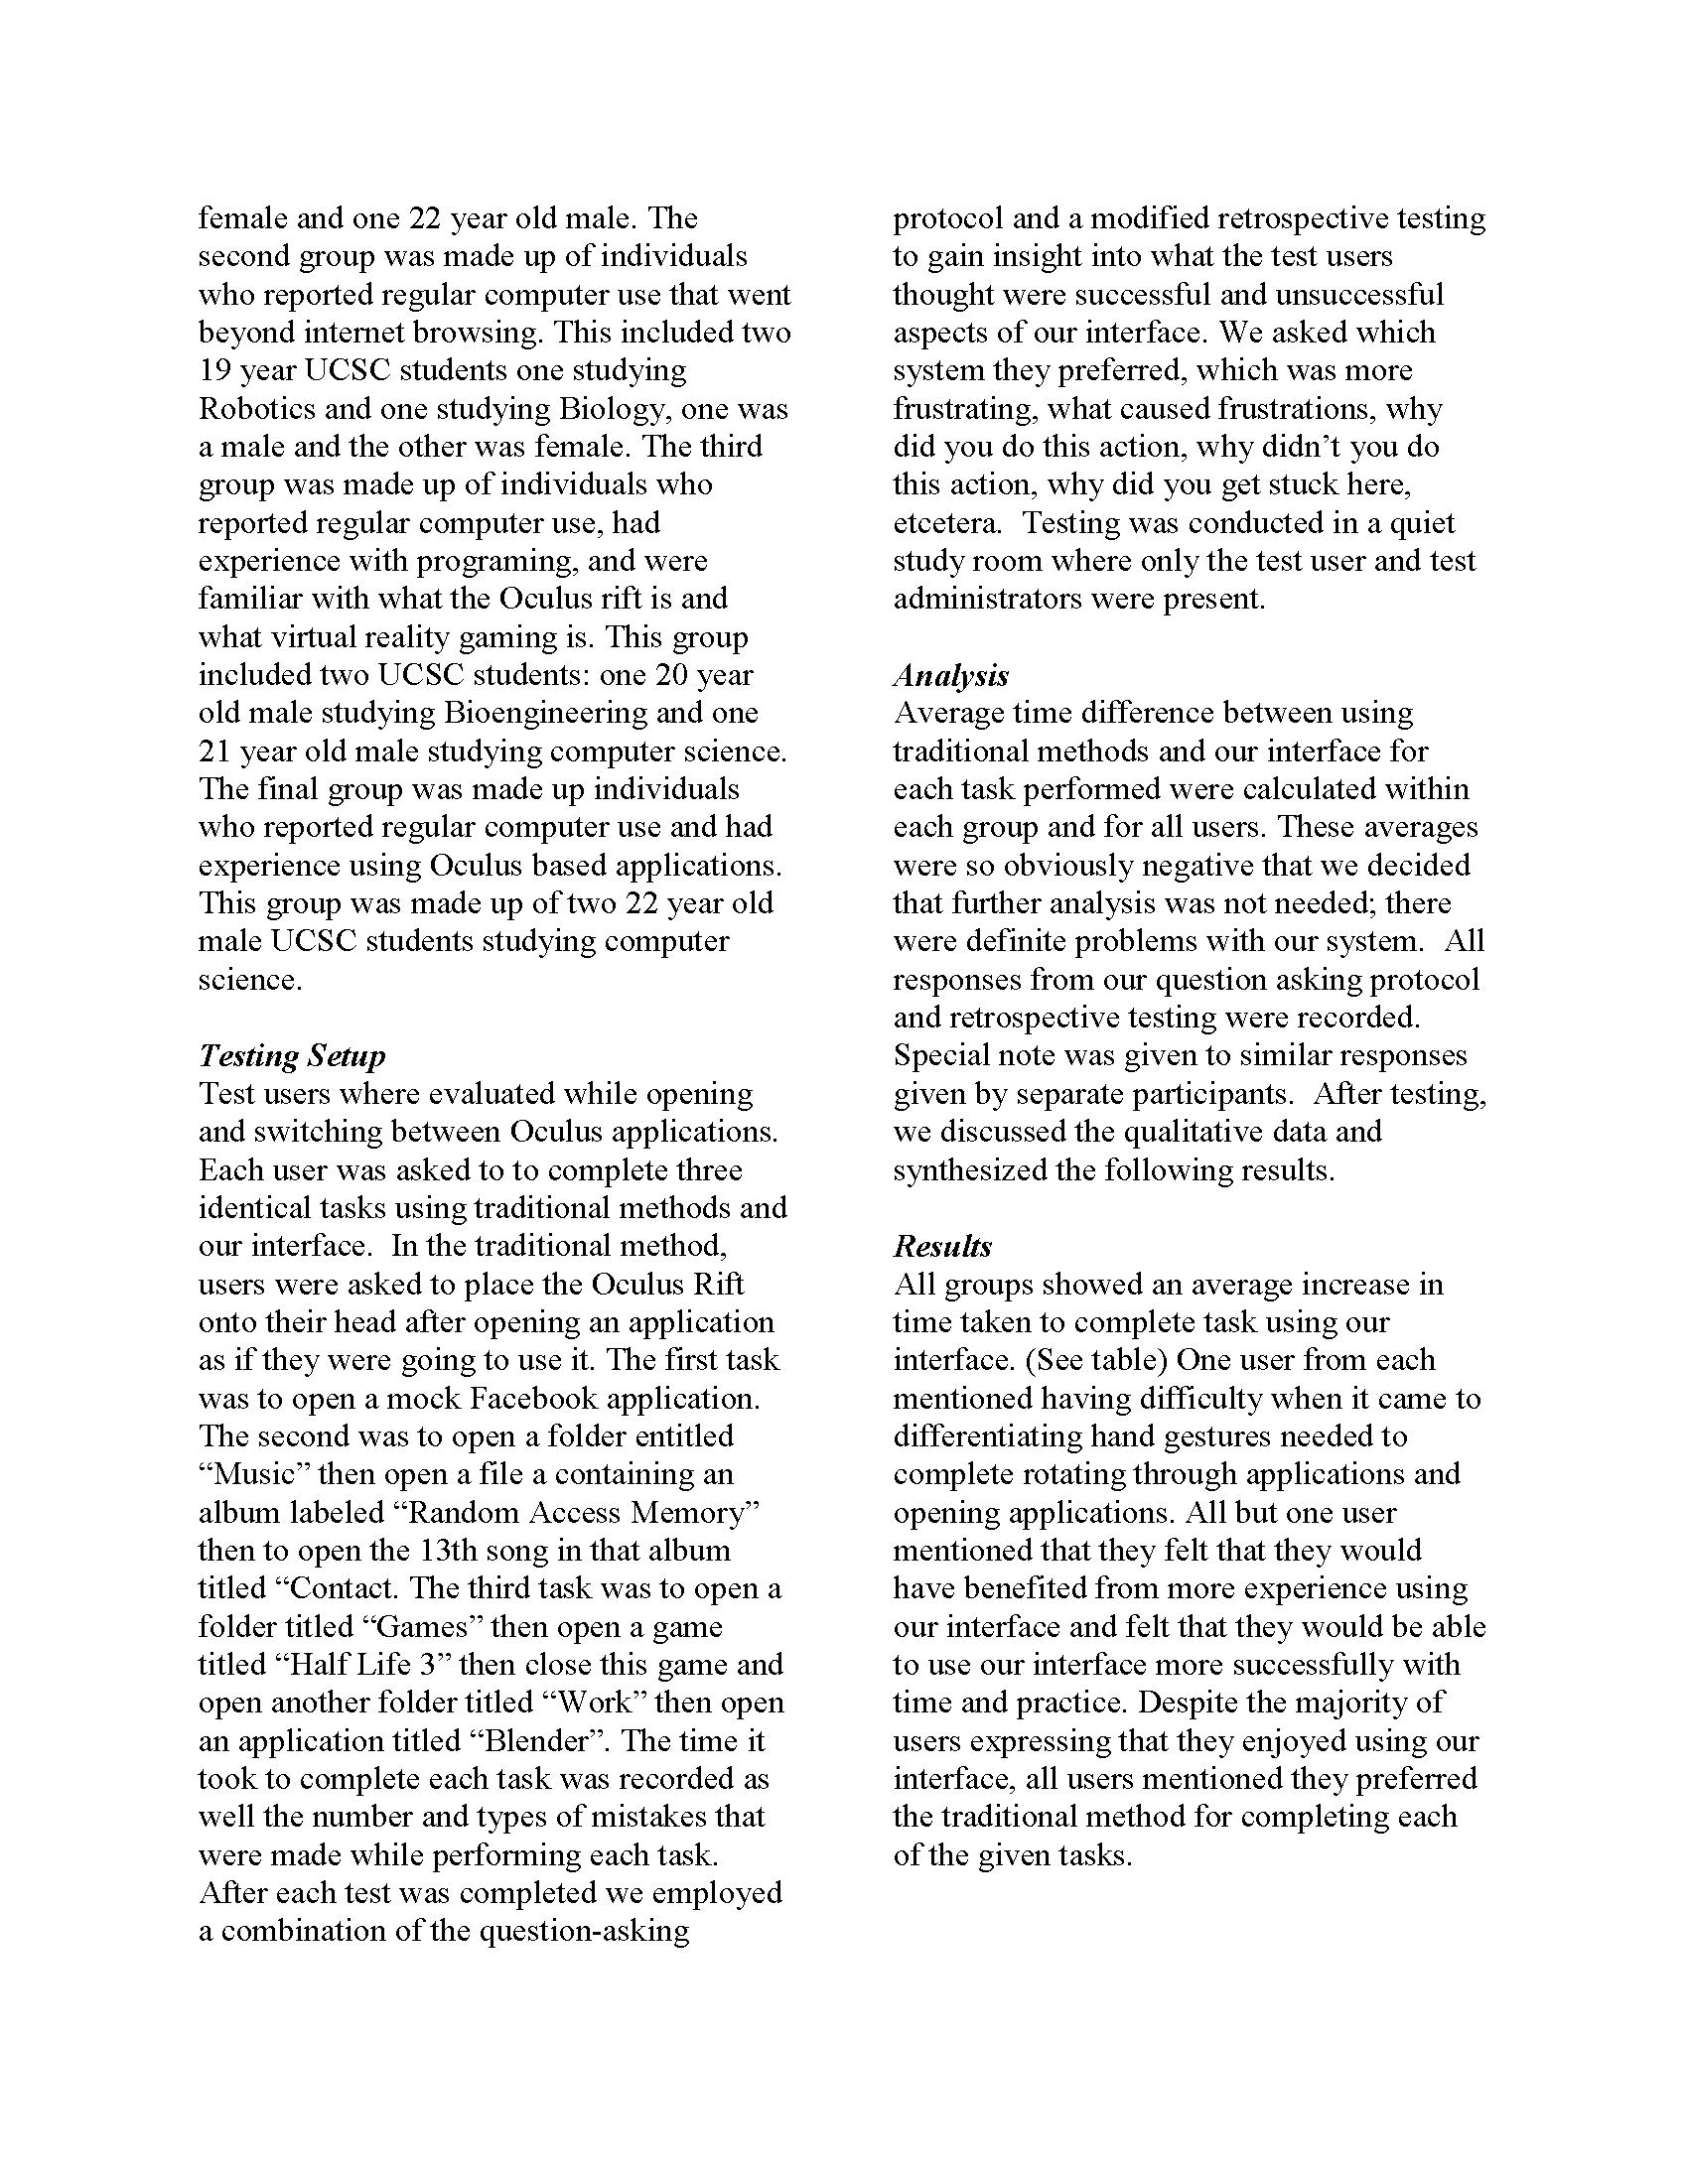 female and one 22 year old male. The
second group was made up of individuals
who reported regular computer use that went
beyond internet browsing. This included two
19 year UCSC students one studying
Robotics and one studying Biology, one was
a male and the other was female. The third
group was made up of individuals who
reported regular computer use, had
experience with programing, and were
familiar with what the Oculus rift is and
what virtual reality gaming is. This group
included two UCSC students: one 20 year
old male studying Bioengineering and one
21 year old male studying computer science.
The final group was made up individuals
who reported regular computer use and had
experience using Oculus based applications.
This group was made up of two 22 year old
male UCSC students studying computer
science.
Testing Setup
Test users where evaluated while opening
and switching between Oculus applications.
Each user was asked to to complete three
identical tasks using traditional methods and
our interface.  In the traditional method,
users were asked to place the Oculus Rift
onto their head after opening an application
as if they were going to use it. The first task
was to open a mock Facebook application.
The second was to open a folder entitled
“Music” then open a file a containing an
album labeled “Random Access Memory”
then to open the 13th song in that album
titled “Contact. The third task was to open a
folder titled “Games” then open a game
titled “Half Life 3” then close this game and
open another folder titled “Work” then open
an application titled “Blender”. The time it
took to complete each task was recorded as
well the number and types of mistakes that
were made while performing each task.
After each test was completed we employed
a combination of the question-asking
protocol and a modified retrospective testing
to gain insight into what the test users
thought were successful and unsuccessful
aspects of our interface. We asked which
system they preferred, which was more
frustrating, what caused frustrations, why
did you do this action, why didn’t you do
this action, why did you get stuck here,
etcetera.  Testing was conducted in a quiet
study room where only the test user and test
administrators were present.
Analysis
Average time difference between using
traditional methods and our interface for
each task performed were calculated within
each group and for all users. These averages
were so obviously negative that we decided
that further analysis was not needed; there
were definite problems with our system.  All
responses from our question asking protocol
and retrospective testing were recorded.
Special note was given to similar responses
given by separate participants.  After testing,
we discussed the qualitative data and
synthesized the following results.
Results
All groups showed an average increase in
time taken to complete task using our
interface. (See table) One user from each
mentioned having difficulty when it came to
differentiating hand gestures needed to
complete rotating through applications and
opening applications. All but one user
mentioned that they felt that they would
have benefited from more experience using
our interface and felt that they would be able
to use our interface more successfully with
time and practice. Despite the majority of
users expressing that they enjoyed using our
interface, all users mentioned they preferred
the traditional method for completing each
of the given tasks.